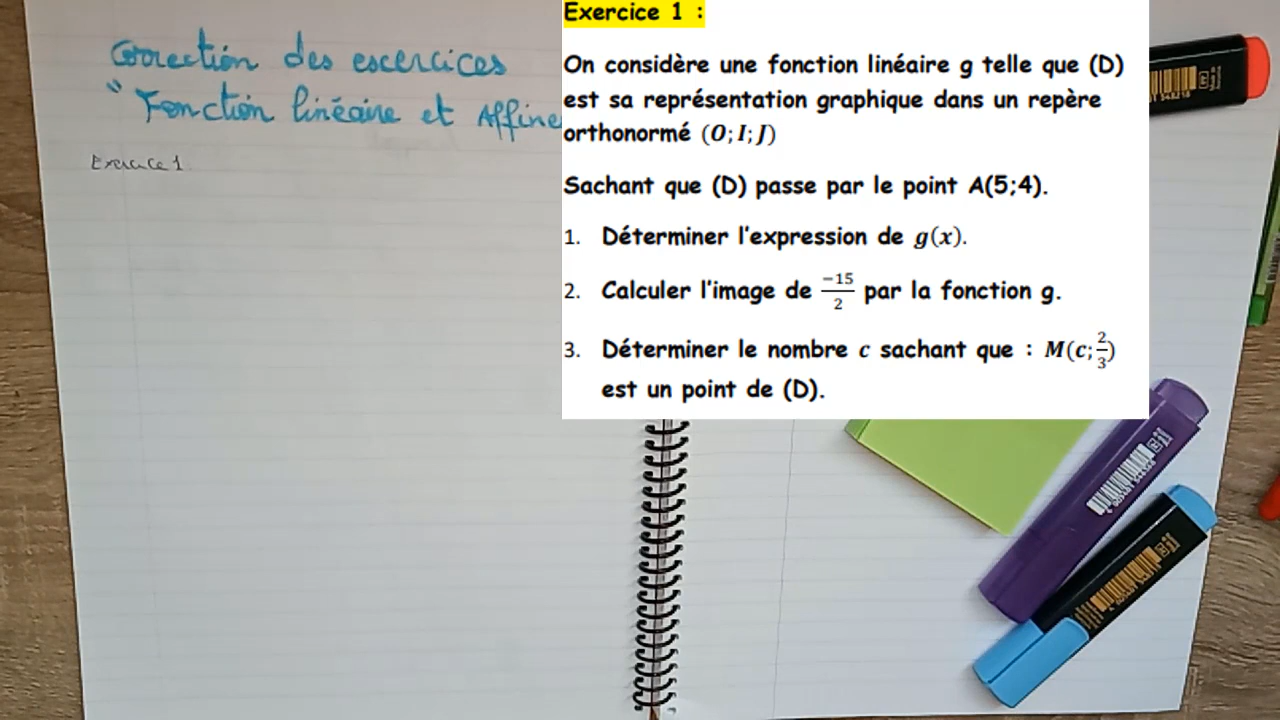 Correction des escercices
"Fonction linéaire et Affine
Exercice 1
Exercice 1 :
On considère une fonction linéaire g telle que (D)
est sa représentation graphique dans un repère
orthonormé (O; I; J)
Sachant que (D) passe par le point A(5;4).
1. Déterminer l'expression de g(x).
2. Calculer l'image de −15/2 par la fonction g.
3. Déterminer le nombre c sachant que : M(c; 2/3)
est un point de (D).